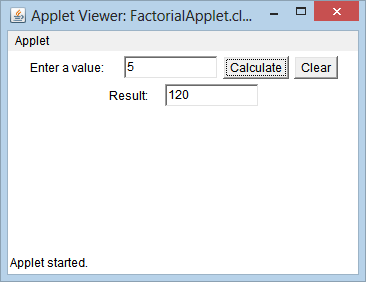 Applet Viewer: FactorialApplet.cl...
Applet
Enter a value: 5 Calculate Clear
Result: 120
Applet started.